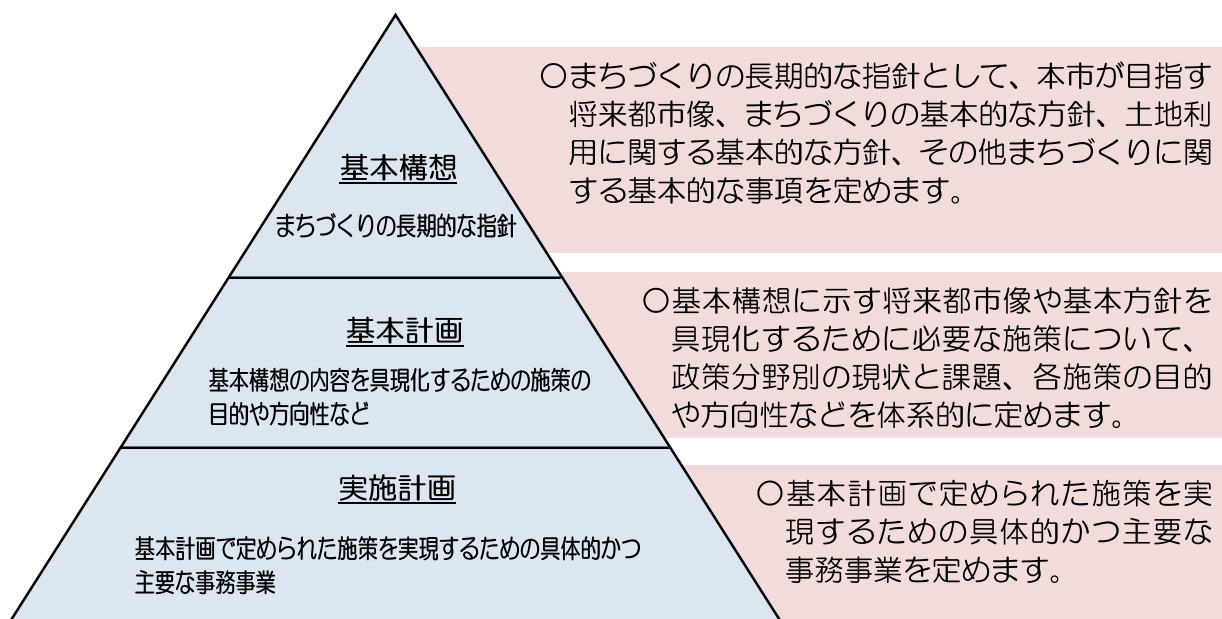 基本構想
まちづくりの長期的な指針
〇まちづくりの長期的な指針として、本市が目指す
将来都市像、まちづくりの基本的な方針、土地利
用に関する基本的な方針、その他まちづくりに関
する基本的な事項を定めます。
基本計画
基本構想の内容を具現化するための施策の
目的や方向性など
〇基本構想に示す将来都市像や基本方針を
具現化するために必要な施策について、
政策分野別の現状と課題、各施策の目的
や方向性などを体系的に定めます。
実施計画
基本計画で定められた施策を実現するための具体的かつ
主要な事務事業
〇基本計画で定められた施策を実
現するための具体的かつ主要な
事務事業を定めます。